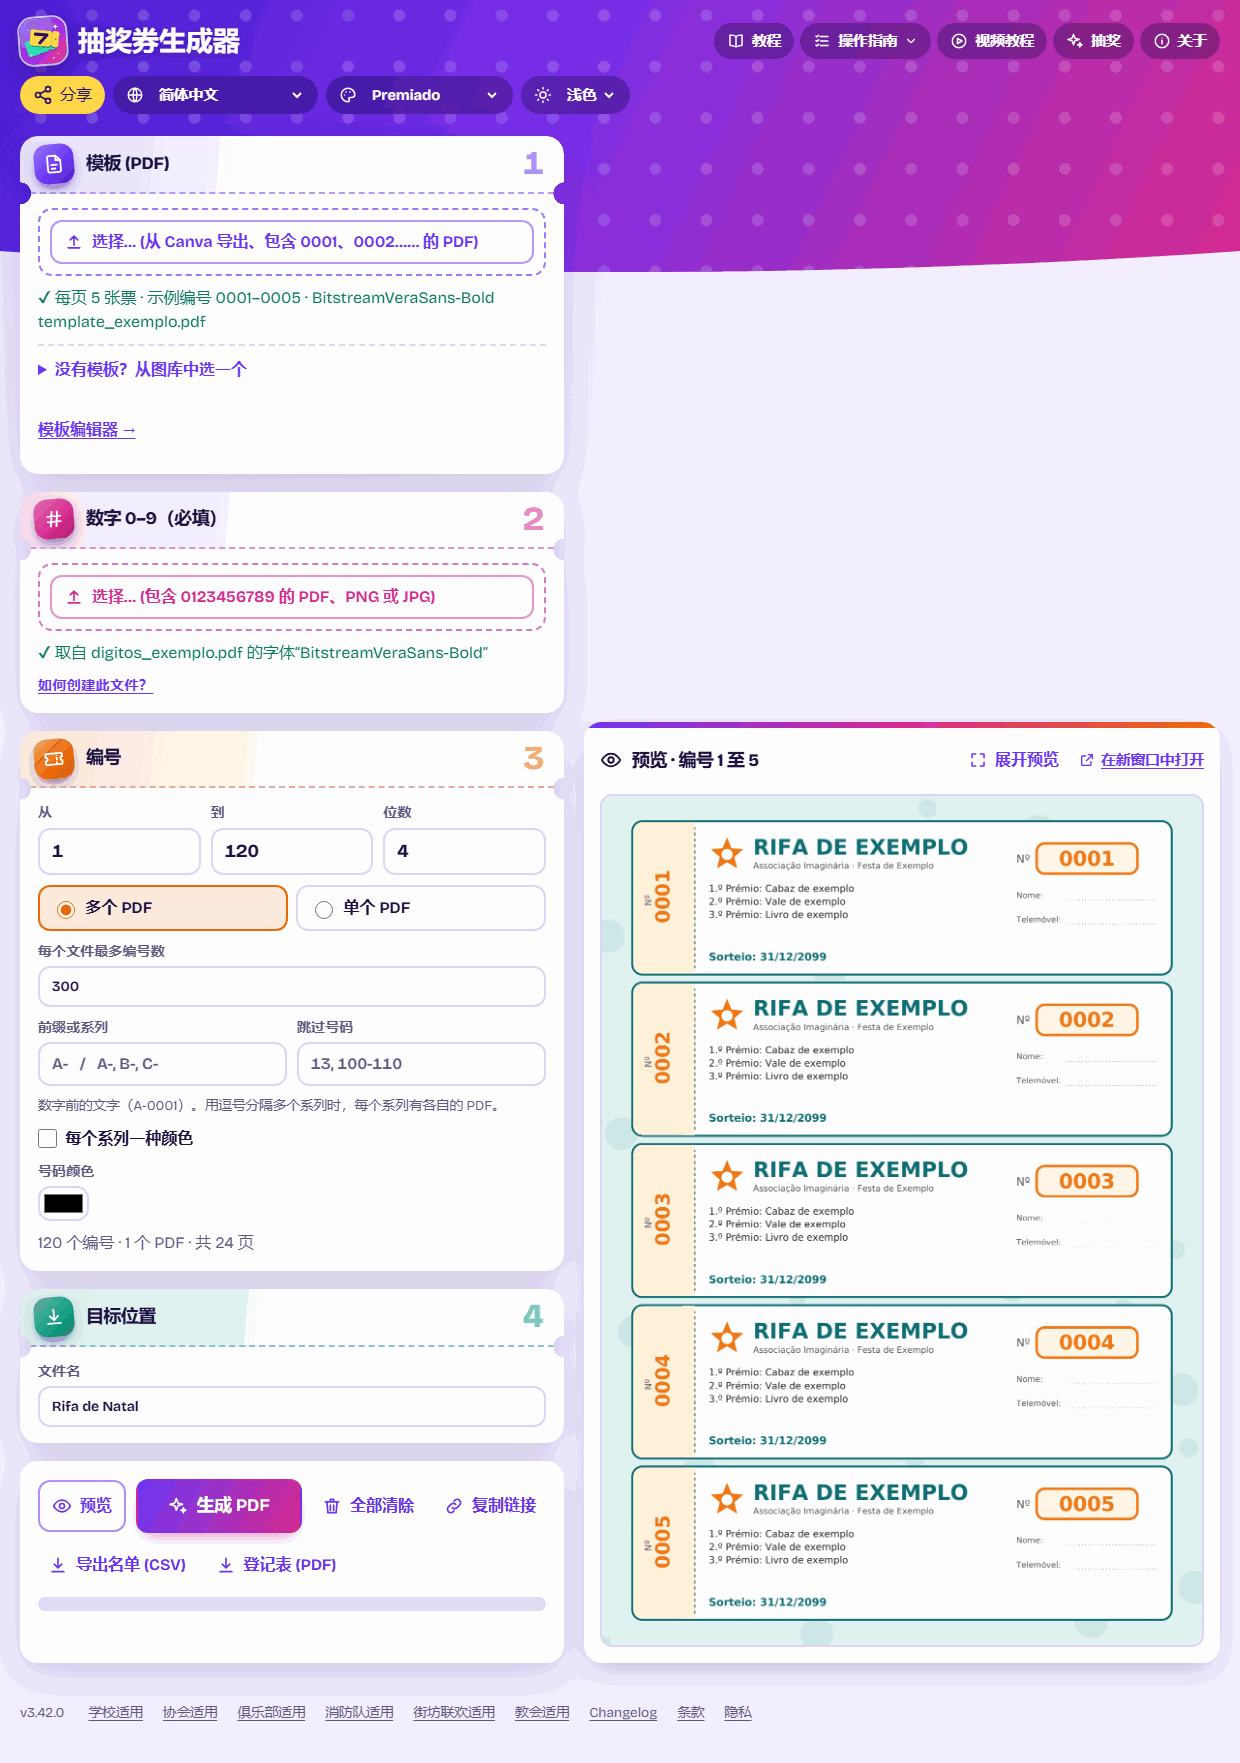 抽奖券生成器
教程
操作指南
视频教程
抽奖
关于
分享
简体中文
Premiado
浅色
模板 (PDF)
1
选择... (从 Canva 导出、包含 0001、0002…… 的 PDF)
✓ 每页 5 张票 · 示例编号 0001–0005 · BitstreamVeraSans-Bold
template_exemplo.pdf
没有模板？从图库中选一个
模板编辑器 →
数字 0–9（必填）
2
选择... (包含 0123456789 的 PDF、PNG 或 JPG)
✓ 取自 digitos_exemplo.pdf 的字体“BitstreamVeraSans-Bold”
如何创建此文件？
编号
3
从
到
位数
1
120
4
多个 PDF
单个 PDF
每个文件最多编号数
300
前缀或系列
跳过号码
A-   /   A-, B-, C-
13, 100-110
数字前的文字（A-0001）。用逗号分隔多个系列时，每个系列有各自的 PDF。
每个系列一种颜色
号码颜色
120 个编号 · 1 个 PDF · 共 24 页
目标位置
4
文件名
Rifa de Natal
预览
生成 PDF
全部清除
复制链接
导出名单 (CSV)
登记表 (PDF)
预览 · 编号 1 至 5
展开预览
在新窗口中打开
Nº 0001
RIFA DE EXEMPLO
Associação Imaginária · Festa de Exemplo
1.º Prémio: Cabaz de exemplo
2.º Prémio: Vale de exemplo
3.º Prémio: Livro de exemplo
Sorteio: 31/12/2099
Nº 0001
Nome:
Telemóvel:
Nº 0002
RIFA DE EXEMPLO
Associação Imaginária · Festa de Exemplo
1.º Prémio: Cabaz de exemplo
2.º Prémio: Vale de exemplo
3.º Prémio: Livro de exemplo
Sorteio: 31/12/2099
Nº 0002
Nome:
Telemóvel:
Nº 0003
RIFA DE EXEMPLO
Associação Imaginária · Festa de Exemplo
1.º Prémio: Cabaz de exemplo
2.º Prémio: Vale de exemplo
3.º Prémio: Livro de exemplo
Sorteio: 31/12/2099
Nº 0003
Nome:
Telemóvel:
Nº 0004
RIFA DE EXEMPLO
Associação Imaginária · Festa de Exemplo
1.º Prémio: Cabaz de exemplo
2.º Prémio: Vale de exemplo
3.º Prémio: Livro de exemplo
Sorteio: 31/12/2099
Nº 0004
Nome:
Telemóvel:
Nº 0005
RIFA DE EXEMPLO
Associação Imaginária · Festa de Exemplo
1.º Prémio: Cabaz de exemplo
2.º Prémio: Vale de exemplo
3.º Prémio: Livro de exemplo
Sorteio: 31/12/2099
Nº 0005
Nome:
Telemóvel:
v3.42.0
学校适用
协会适用
俱乐部适用
消防队适用
街坊联欢适用
教会适用
Changelog
条款
隐私